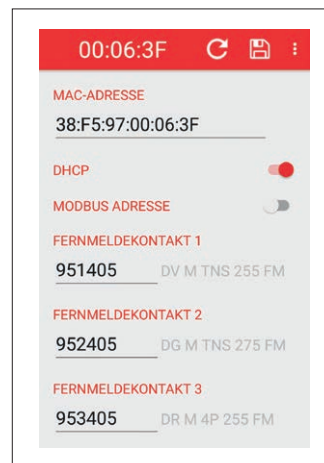 00:06:3F
MAC-ADRESSE
38:F5:97:00:06:3F
DHCP
MODBUS ADRESSE
FERNMELDEKONTAKT 1
951405 DV M TNS 255 FM
FERNMELDEKONTAKT 2
952405 DG M TNS 275 FM
FERNMELDEKONTAKT 3
953405 DR M 4P 255 FM